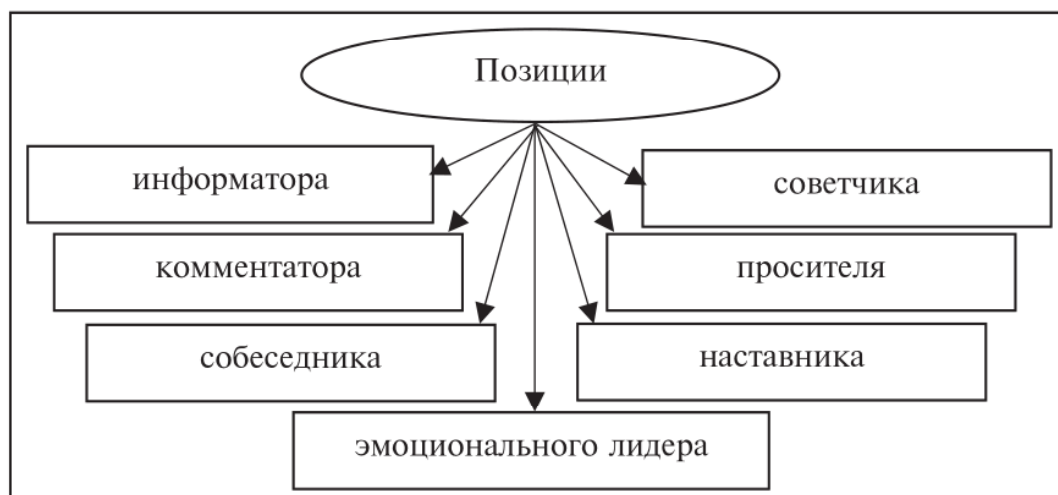 Позиции
информатора
советчика
комментатора
просителя
собеседника
наставника
эмоционального лидера